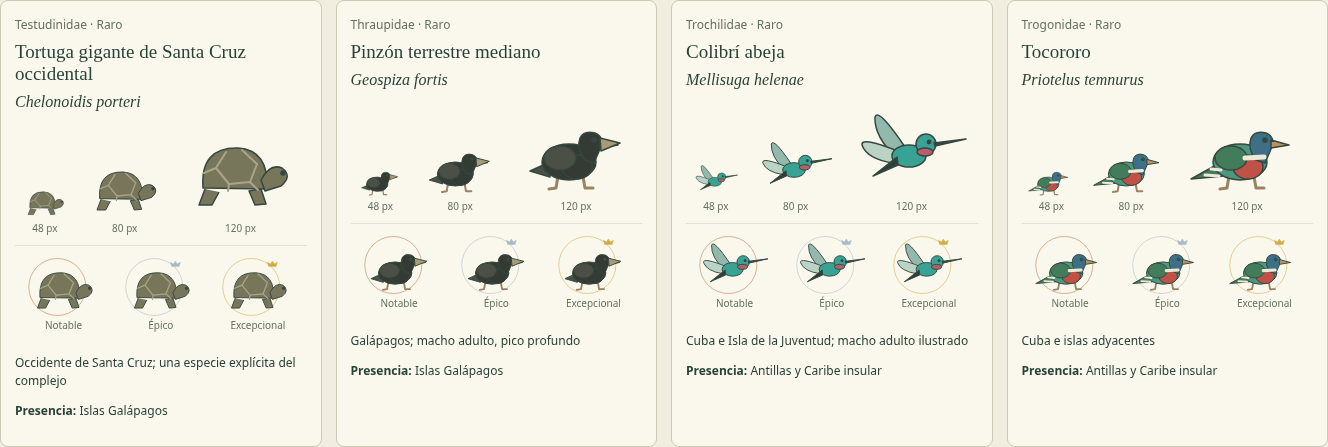 Testudinidae · Raro
Tortuga gigante de Santa Cruz
occidental
Chelonoidis porteri
48 px
80 px
120 px
Notable
Épico
Excepcional
Occidente de Santa Cruz; una especie explícita del
complejo
Presencia: Islas Galápagos
Thraupidae · Raro
Pinzón terrestre mediano
Geospiza fortis
48 px
80 px
120 px
Notable
Épico
Excepcional
Galápagos; macho adulto, pico profundo
Presencia: Islas Galápagos
Trochilidae · Raro
Colibrí abeja
Mellisuga helenae
48 px
80 px
120 px
Notable
Épico
Excepcional
Cuba e Isla de la Juventud; macho adulto ilustrado
Presencia: Antillas y Caribe insular
Trogonidae · Raro
Tocororo
Priotelus temnurus
48 px
80 px
120 px
Notable
Épico
Excepcional
Cuba e islas adyacentes
Presencia: Antillas y Caribe insular